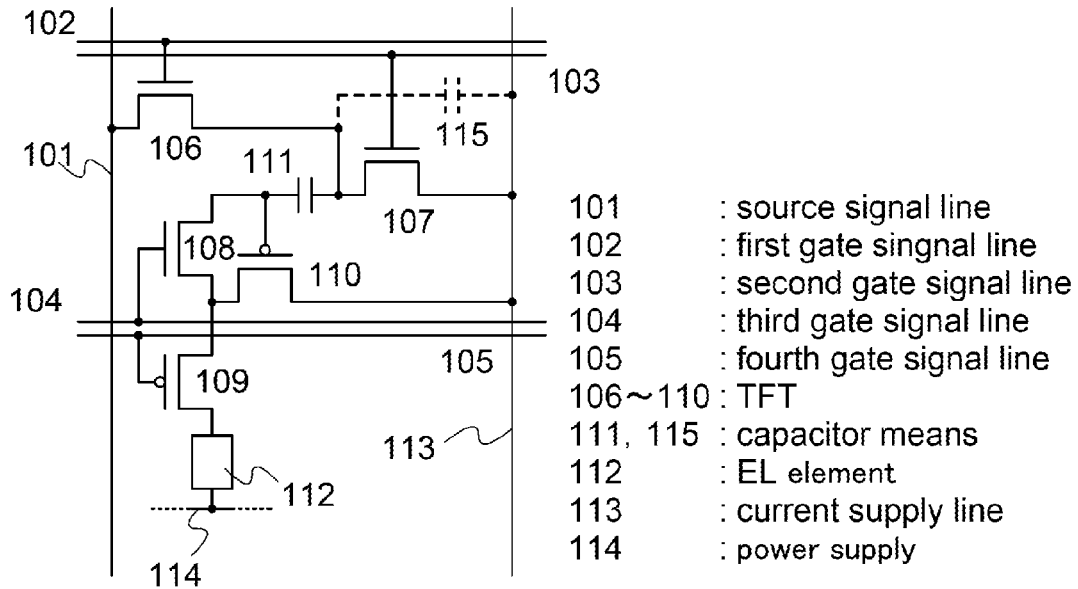 102
103
106
115
101
111
107
108
110
104
105
109
113
112
114
101 : source signal line
102 : first gate singnal line
103 : second gate signal line
104 : third gate signal line
105 : fourth gate signal line
106～110 : TFT
111, 115 : capacitor means
112 : EL element
113 : current supply line
114 : power supply